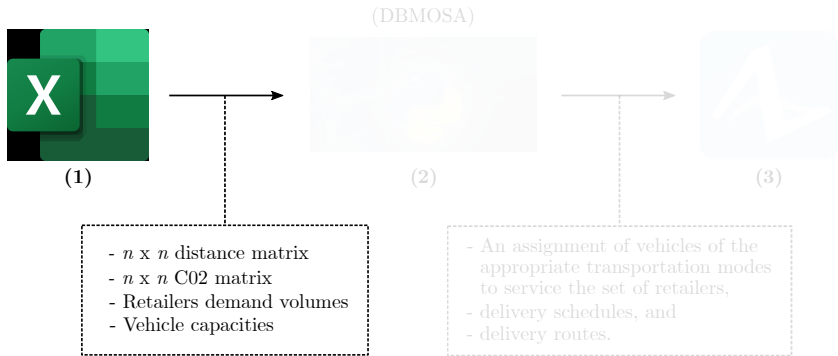 (DBMOSA)
X
(1)
(2)
(3)
- n x n distance matrix
- n x n C02 matrix
- Retailers demand volumes
- Vehicle capacities
- An assignment of vehicles of the
appropriate transportation modes
to service the set of retailers,
- delivery schedules, and
- delivery routes.